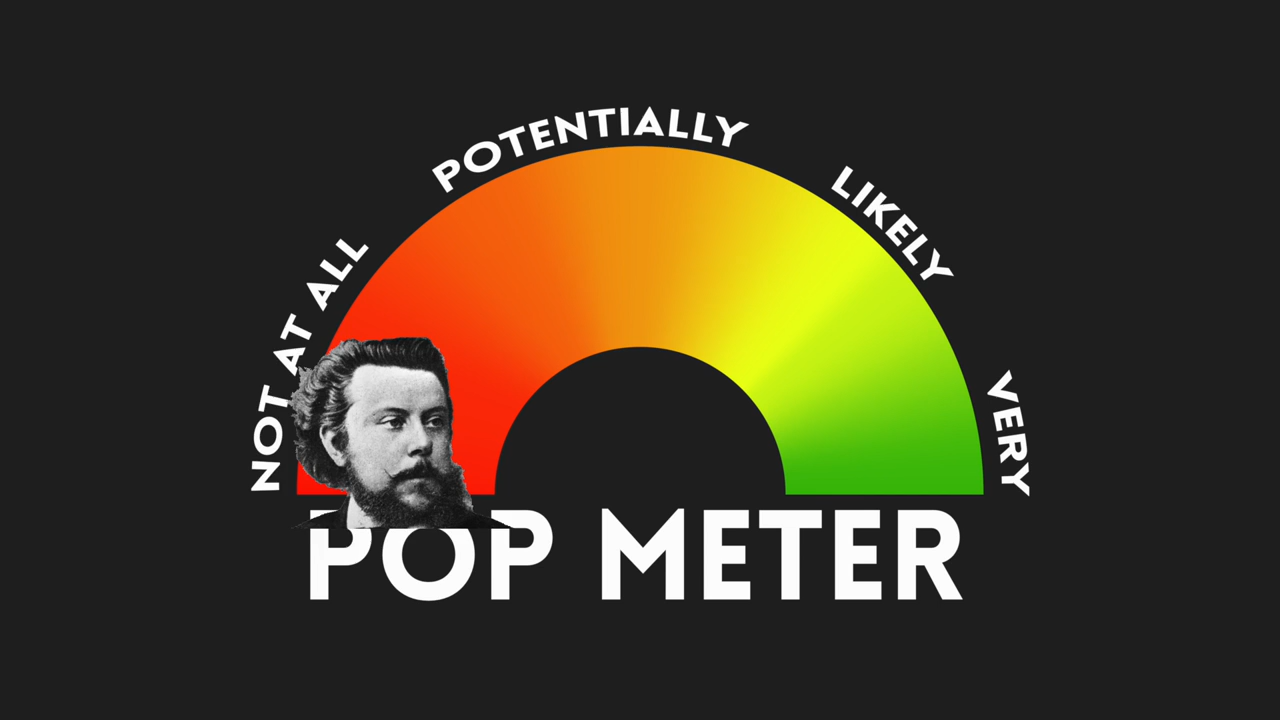 NOT AT ALL
POTENTIALLY
LIKELY
VERY
POP METER